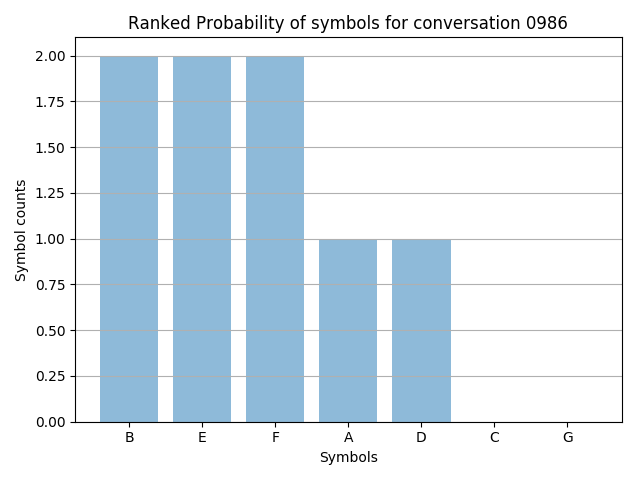 Ranked Probability of symbols for conversation 0986
2.00
1.75
1.50
1.25
1.00
0.75
0.50
0.25
0.00
Symbol counts
B E F A D C G
Symbols